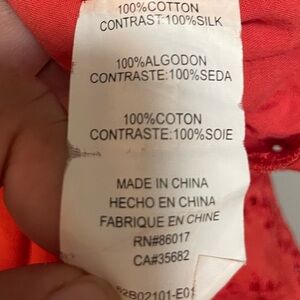 100%COTTON
CONTRAST:100%SILK
100%ALGODON
CONTRASTE:100%SEDA
100%COTON
CONTRASTE:100%SOIE
MADE IN CHINA
HECHO EN CHINA
FABRIQUE EN CHINE
RN#86017
CA#35682